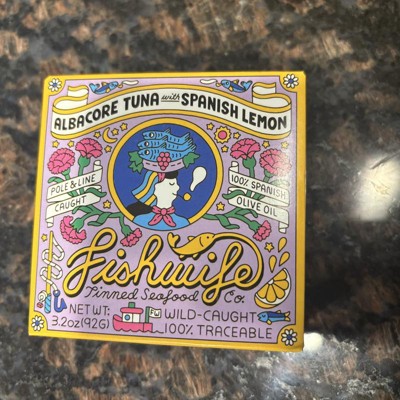 ALBACORE TUNA with SPANISH LEMON
POLE & LINE
CAUGHT
100% SPANISH
OLIVE OIL
fishwife
Tinned Seafood Co.
NET WT:
3.2oz(92G)
FW
WILD-CAUGHT
100% TRACEABLE